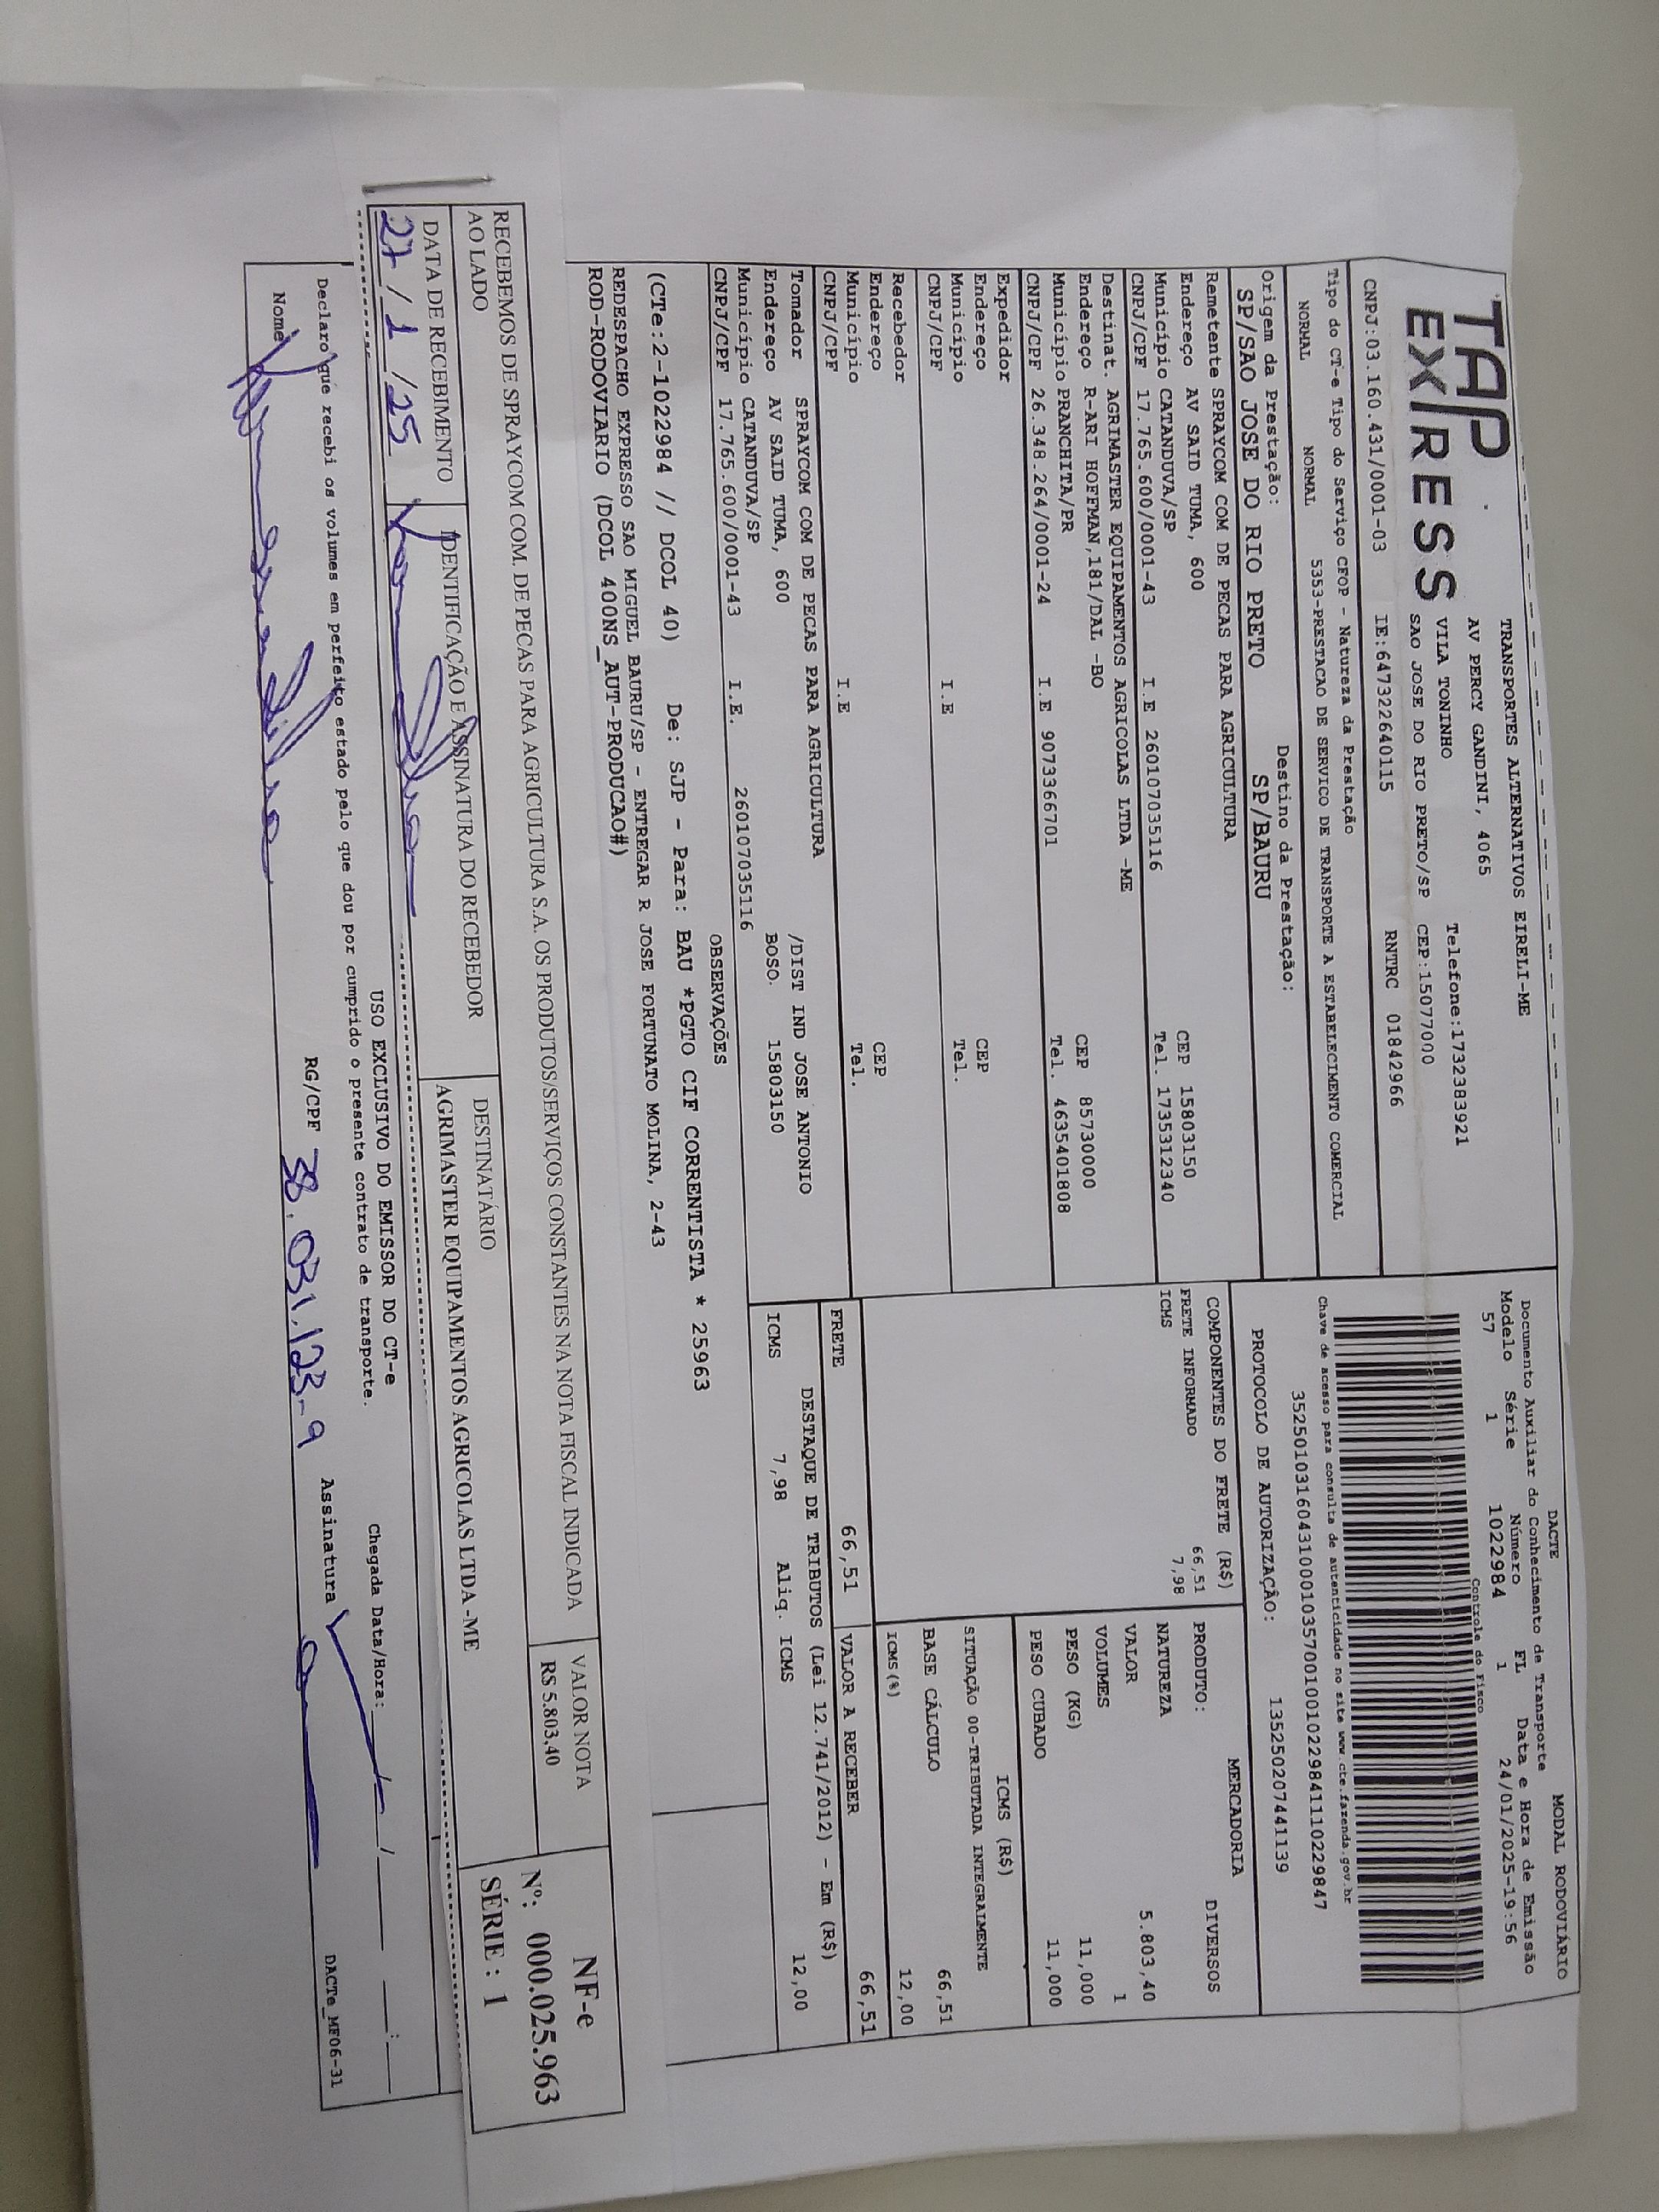 TAP EXPRESS
TRANSPORTES ALTERNATIVOS EIRELI-ME
AV PERCY GANDINI, 4065
Telefone:1732383921
VILA TONINHO
SAO JOSE DO RIO PRETO/SP CEP:15077000
CNPJ:03.160.431/0001-03 IE:647322640115 RNTRC 01842966
Tipo do CT-e Tipo do Serviço CFOP - Natureza da Prestação
NORMAL NORMAL 5353-PRESTACAO DE SERVICO DE TRANSPORTE A ESTABELECIMENTO COMERCIAL
Origem da Prestação: Destino da Prestação:
SP/SAO JOSE DO RIO PRETO SP/BAURU
Remetente SPRAYCOM COM DE PECAS PARA AGRICULTURA
Endereço AV SAID TUMA, 600 CEP 15803150
Município CATANDUVA/SP Tel. 1735312340
CNPJ/CPF 17.765.600/0001-43 I.E 260107035116
Destinat. AGRIMASTER EQUIPAMENTOS AGRICOLAS LTDA -ME
Endereço R-ARI HOFFMAN,181/DAL -BO CEP 85730000
Município PRANCHITA/PR Tel. 4635401808
CNPJ/CPF 26.348.264/0001-24 I.E 9073366701
Expedidor
Endereço CEP
Município Tel.
CNPJ/CPF I.E
Recebedor
Endereço CEP
Município Tel.
CNPJ/CPF I.E
Tomador SPRAYCOM COM DE PECAS PARA AGRICULTURA /DIST IND JOSE ANTONIO
Endereço AV SAID TUMA, 600 BOSO. 15803150
Município CATANDUVA/SP
CNPJ/CPF 17.765.600/0001-43 I.E. 260107035116
DACTE MODAL RODOVIÁRIO
Documento Auxiliar do Conhecimento de Transporte
Modelo Série Número FL Data e Hora de Emissão
57 1 1022984 1 24/01/2025-19:56
Controle do Fisco
Chave de acesso para consulta de autenticidade no site www.cte.fazenda.gov.br
35250103160431000103570010010229841110229847
PROTOCOLO DE AUTORIZAÇÃO: 135250207441139
COMPONENTES DO FRETE (R$)
FRETE INFORMADO 66,51
ICMS 7,98
MERCADORIA
PRODUTO: DIVERSOS
NATUREZA
VALOR 5.803,40
VOLUMES 1
PESO (KG) 11,000
PESO CUBADO 11,000
ICMS (R$)
SITUAÇÃO 00-TRIBUTADA INTEGRALMENTE
BASE CÁLCULO 66,51
ICMS(%) 12,00
FRETE 66,51 VALOR A RECEBER 66,51
DESTAQUE DE TRIBUTOS (Lei 12.741/2012) - Em (R$)
ICMS 7,98 Aliq. ICMS 12,00
OBSERVAÇÕES
(CTe:2-1022984 // DCOL 40) De: SJP - Para: BAU *PGTO CIF CORRENTISTA * 25963
REDESPACHO EXPRESSO SAO MIGUEL BAURU/SP - ENTREGAR R JOSE FORTUNATO MOLINA, 2-43
ROD-RODOVIARIO (DCOL 400NS_AUT-PRODUCAO#)
RECEBEMOS DE SPRAYCOM COM. DE PECAS PARA AGRICULTURA S.A. OS PRODUTOS/SERVIÇOS CONSTANTES NA NOTA FISCAL INDICADA
AO LADO
VALOR NOTA
R$ 5.803,40
NF-e
Nº: 000.025.963
SÉRIE : 1
DATA DE RECEBIMENTO
27/1/25
IDENTIFICAÇÃO E ASSINATURA DO RECEBEDOR
DESTINATÁRIO
AGRIMASTER EQUIPAMENTOS AGRICOLAS LTDA -ME
USO EXCLUSIVO DO EMISSOR DO CT-e
Declaro que recebi os volumes em perfeito estado pelo que dou por cumprido o presente contrato de transporte.
Chegada Data/Hora: / :
Nome RG/CPF 38.031.123-9 Assinatura
DACTe_MF06-31